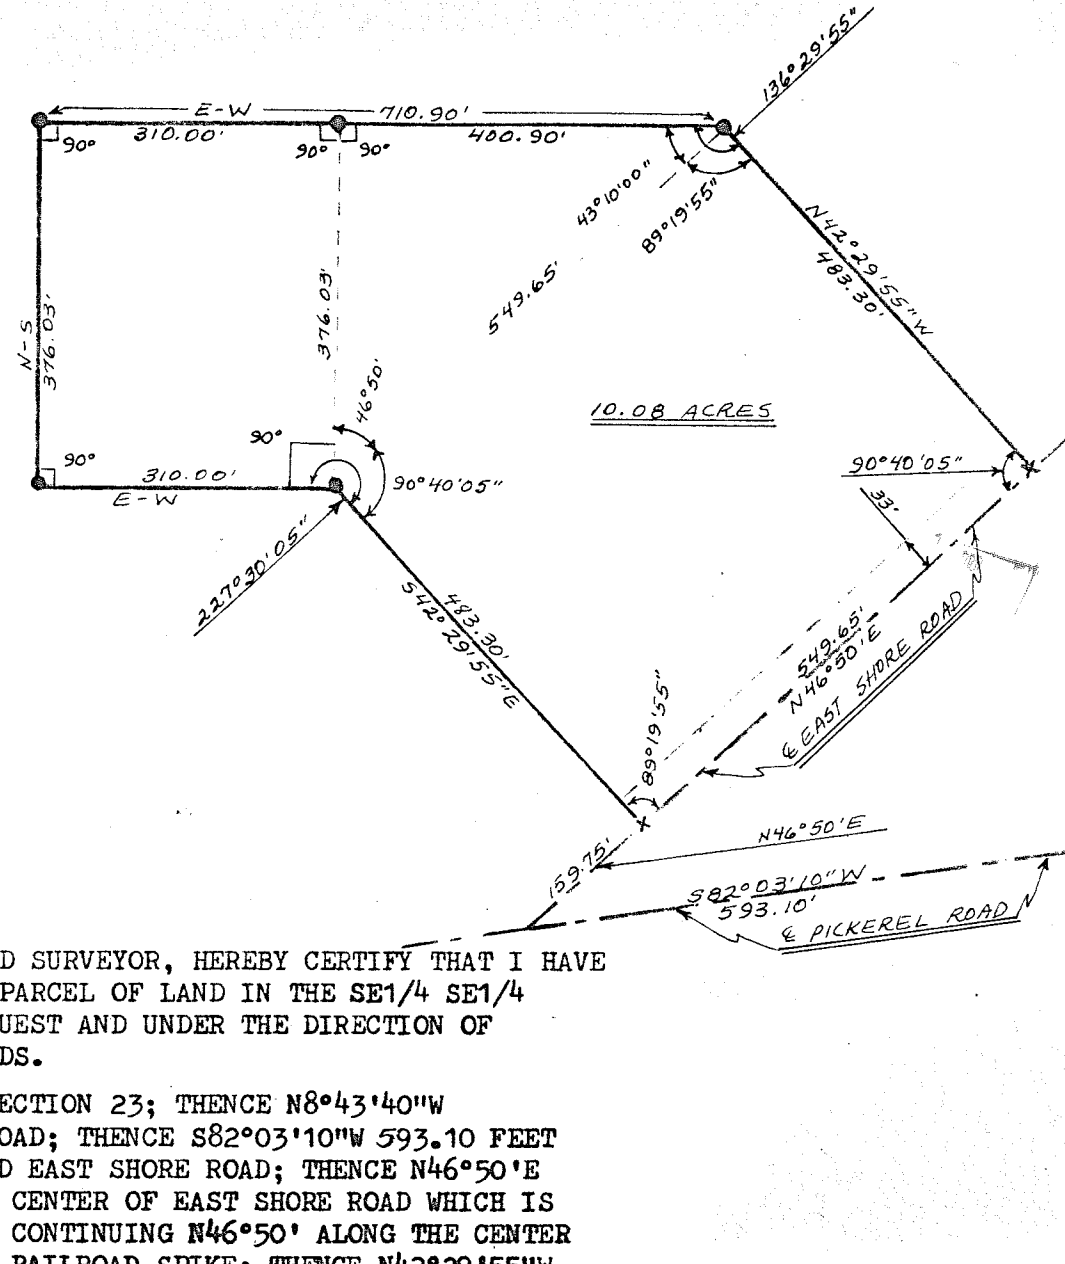 136°29'55"
E-W 710.90'
310.00' 400.90'
90° 90° 90°
43°10'00"
89°19'55"
549.65'
N42°29'55"W
483.30'
N-S
376.03'
376.03'
46°50'
10.08 ACRES
90°
90°
310.00'
E-W
90°40'05"
90°40'05"
33'
227°30'05"
483.30'
S42°29'55"E
549.65'
N46°50'E
℄ EAST SHORE ROAD
89°19'55"
N46°50'E
159.75'
S82°03'10"W
593.10'
℄ PICKEREL ROAD
D SURVEYOR, HEREBY CERTIFY THAT I HAVE
PARCEL OF LAND IN THE SE1/4 SE1/4
UEST AND UNDER THE DIRECTION OF
DS.
ECTION 23; THENCE N8°43'40"W
OAD; THENCE S82°03'10"W 593.10 FEET
D EAST SHORE ROAD; THENCE N46°50'E
CENTER OF EAST SHORE ROAD WHICH IS
CONTINUING N46°50' ALONG THE CENTER
RAILROAD SPIKE; THENCE N42°29'55"W